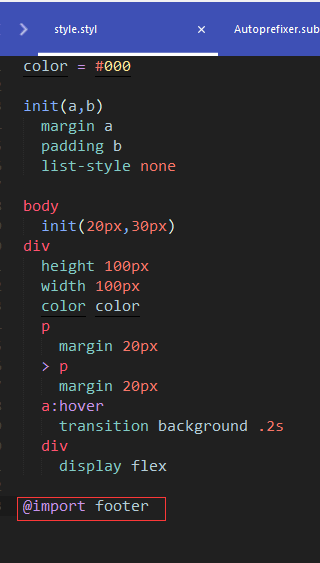 style.styl × Autoprefixer.sub
color = #000
init(a,b)
margin a
padding b
list-style none
body
init(20px,30px)
div
height 100px
width 100px
color color
p
margin 20px
> p
margin 20px
a:hover
transition background .2s
div
display flex
@import footer